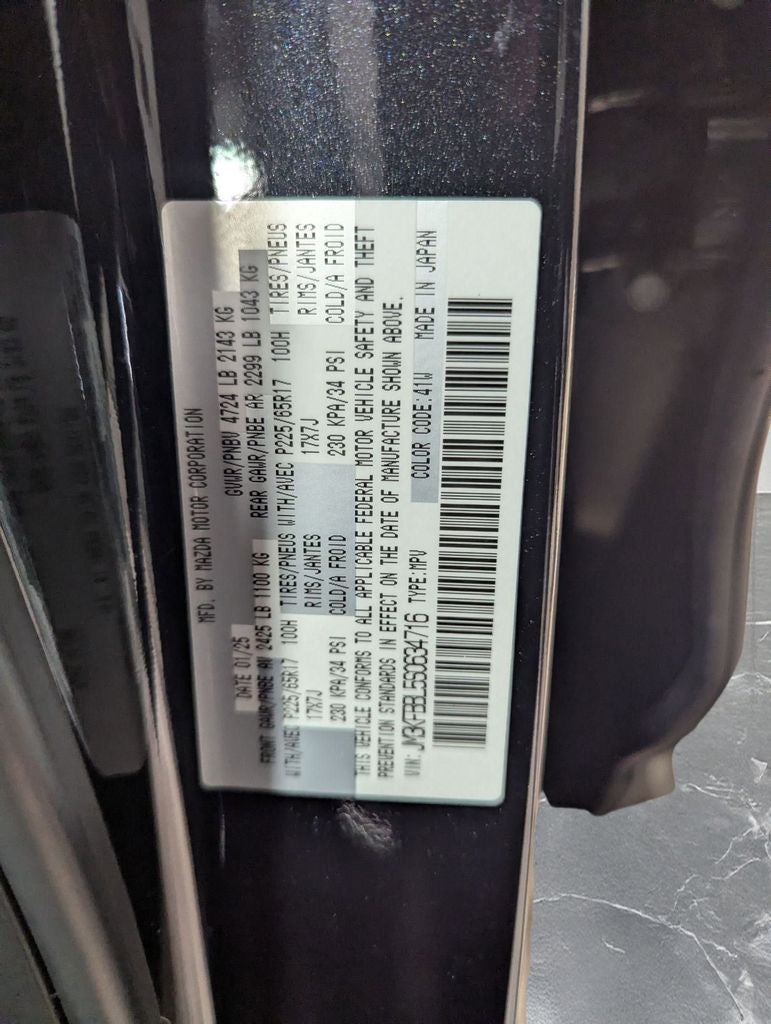 MFD. BY MAZDA MOTOR CORPORATION
DATE 01/25 GVWR/PNBV 4724 LB 2143 KG
FRONT GAWR/PNBE AV 2425 LB 1100 KG REAR GAWR/PNBE AR 2299 LB 1043 KG
WITH/AVEC P225/65R17 100H TIRES/PNEUS WITH/AVEC P225/65R17 100H TIRES/PNEUS
17X7J RIMS/JANTES 17X7J RIMS/JANTES
230 KPA/34 PSI COLD/A FROID 230 KPA/34 PSI COLD/A FROID
THIS VEHICLE CONFORMS TO ALL APPLICABLE FEDERAL MOTOR VEHICLE SAFETY AND THEFT
PREVENTION STANDARDS IN EFFECT ON THE DATE OF MANUFACTURE SHOWN ABOVE.
VIN: JM3KFBBL5S0634716 TYPE:MPV COLOR CODE:41W MADE IN JAPAN